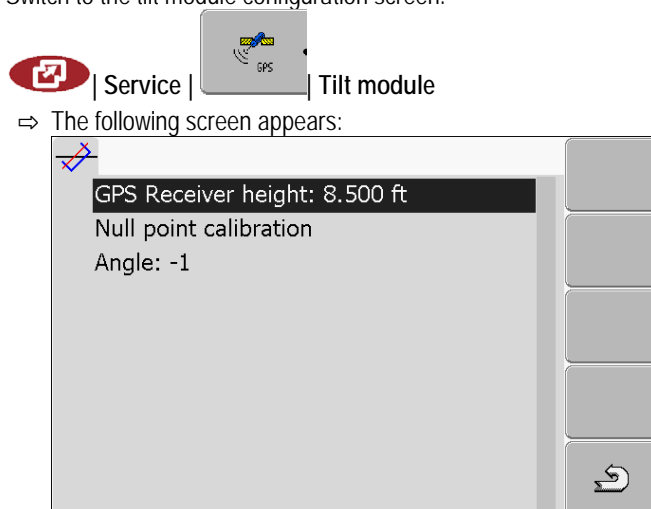 Switch to the tilt module configuration screen:
GPS
| Service | | Tilt module
⇨ The following screen appears:
GPS Receiver height: 8.500 ft
Null point calibration
Angle: -1